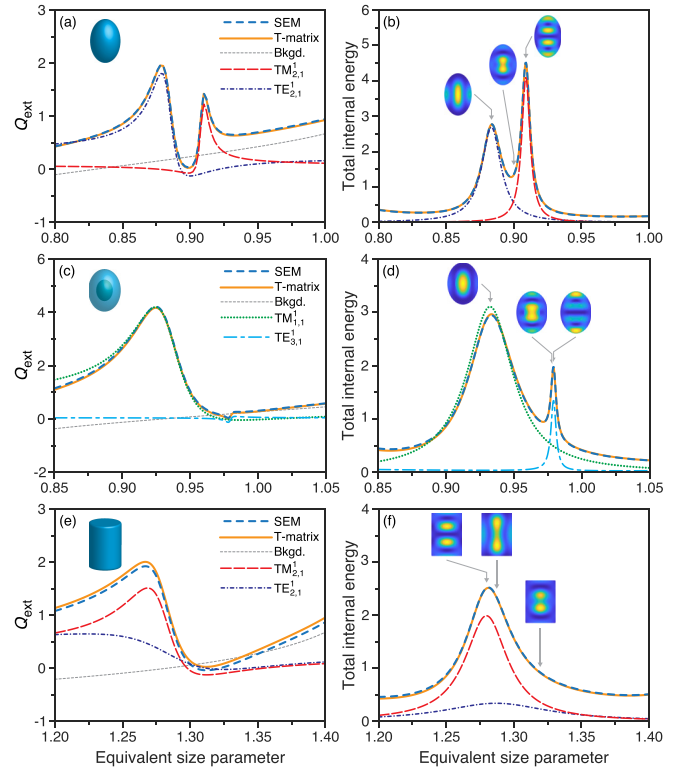 (a)
SEM
T-matrix
Bkgd.
TM¹₂,₁
TE¹₂,₁
Qext
3
2
1
0
-1
0.80 0.85 0.90 0.95 1.00
(b)
Total internal energy
6
5
4
3
2
1
0
0.80 0.85 0.90 0.95 1.00
(c)
SEM
T-matrix
Bkgd.
TM¹₁,₁
TE¹₃,₁
Qext
6
4
2
0
-2
0.85 0.90 0.95 1.00 1.05
(d)
Total internal energy
4
3
2
1
0
0.85 0.90 0.95 1.00 1.05
(e)
SEM
T-matrix
Bkgd.
TM¹₂,₁
TE¹₂,₁
Qext
3
2
1
0
-1
1.20 1.25 1.30 1.35 1.40
Equivalent size parameter
(f)
Total internal energy
4
3
2
1
0
1.20 1.25 1.30 1.35 1.40
Equivalent size parameter